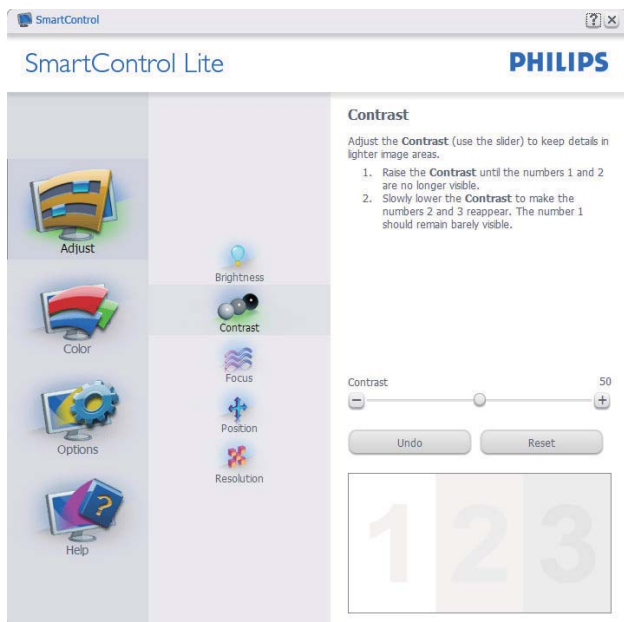 SmartControl
SmartControl Lite
PHILIPS
Adjust
Color
Options
Help
Brightness
Contrast
Focus
Position
Resolution
Contrast
Adjust the Contrast (use the slider) to keep details in
lighter image areas.
1. Raise the Contrast until the numbers 1 and 2
are no longer visible.
2. Slowly lower the Contrast to make the
numbers 2 and 3 reappear. The number 1
should remain barely visible.
Contrast 50
Undo Reset
1 2 3